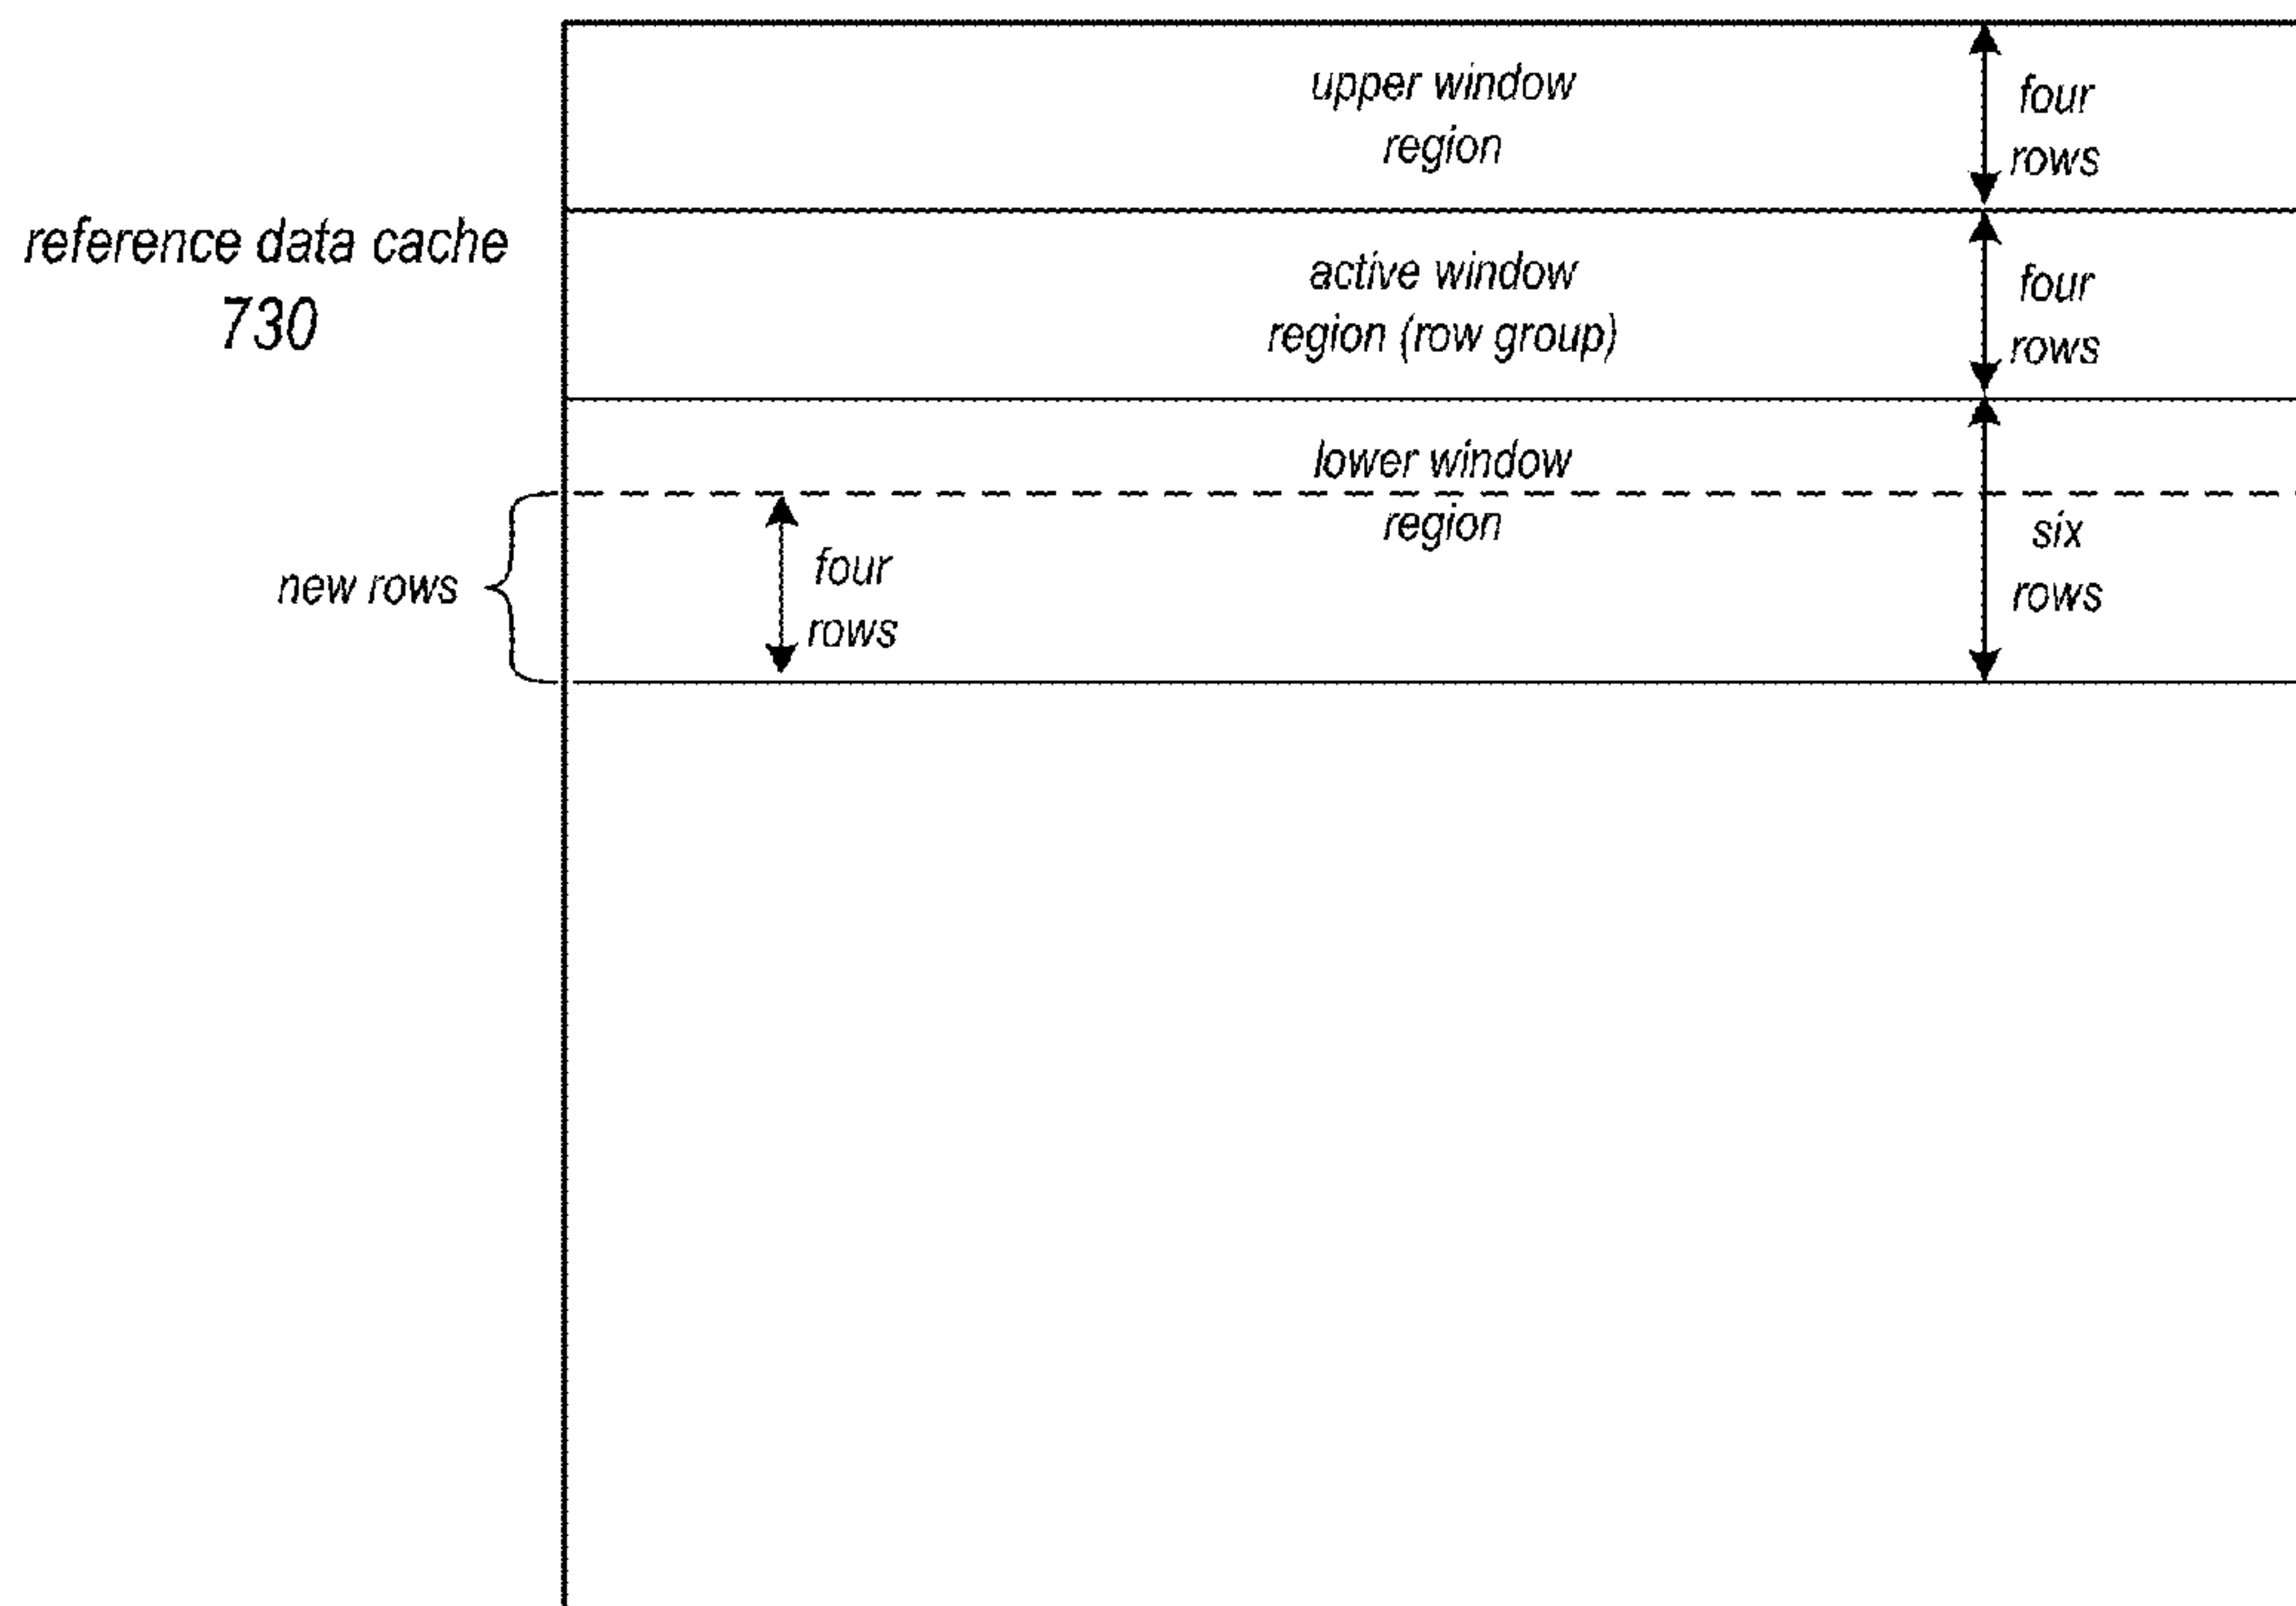 upper window
region
four
rows
reference data cache
730
active window
region (row group)
four
rows
lower window
region
six
rows
new rows
four
rows